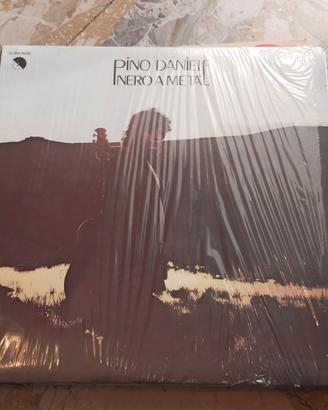 PINO DANIELE
NERO A METÀ